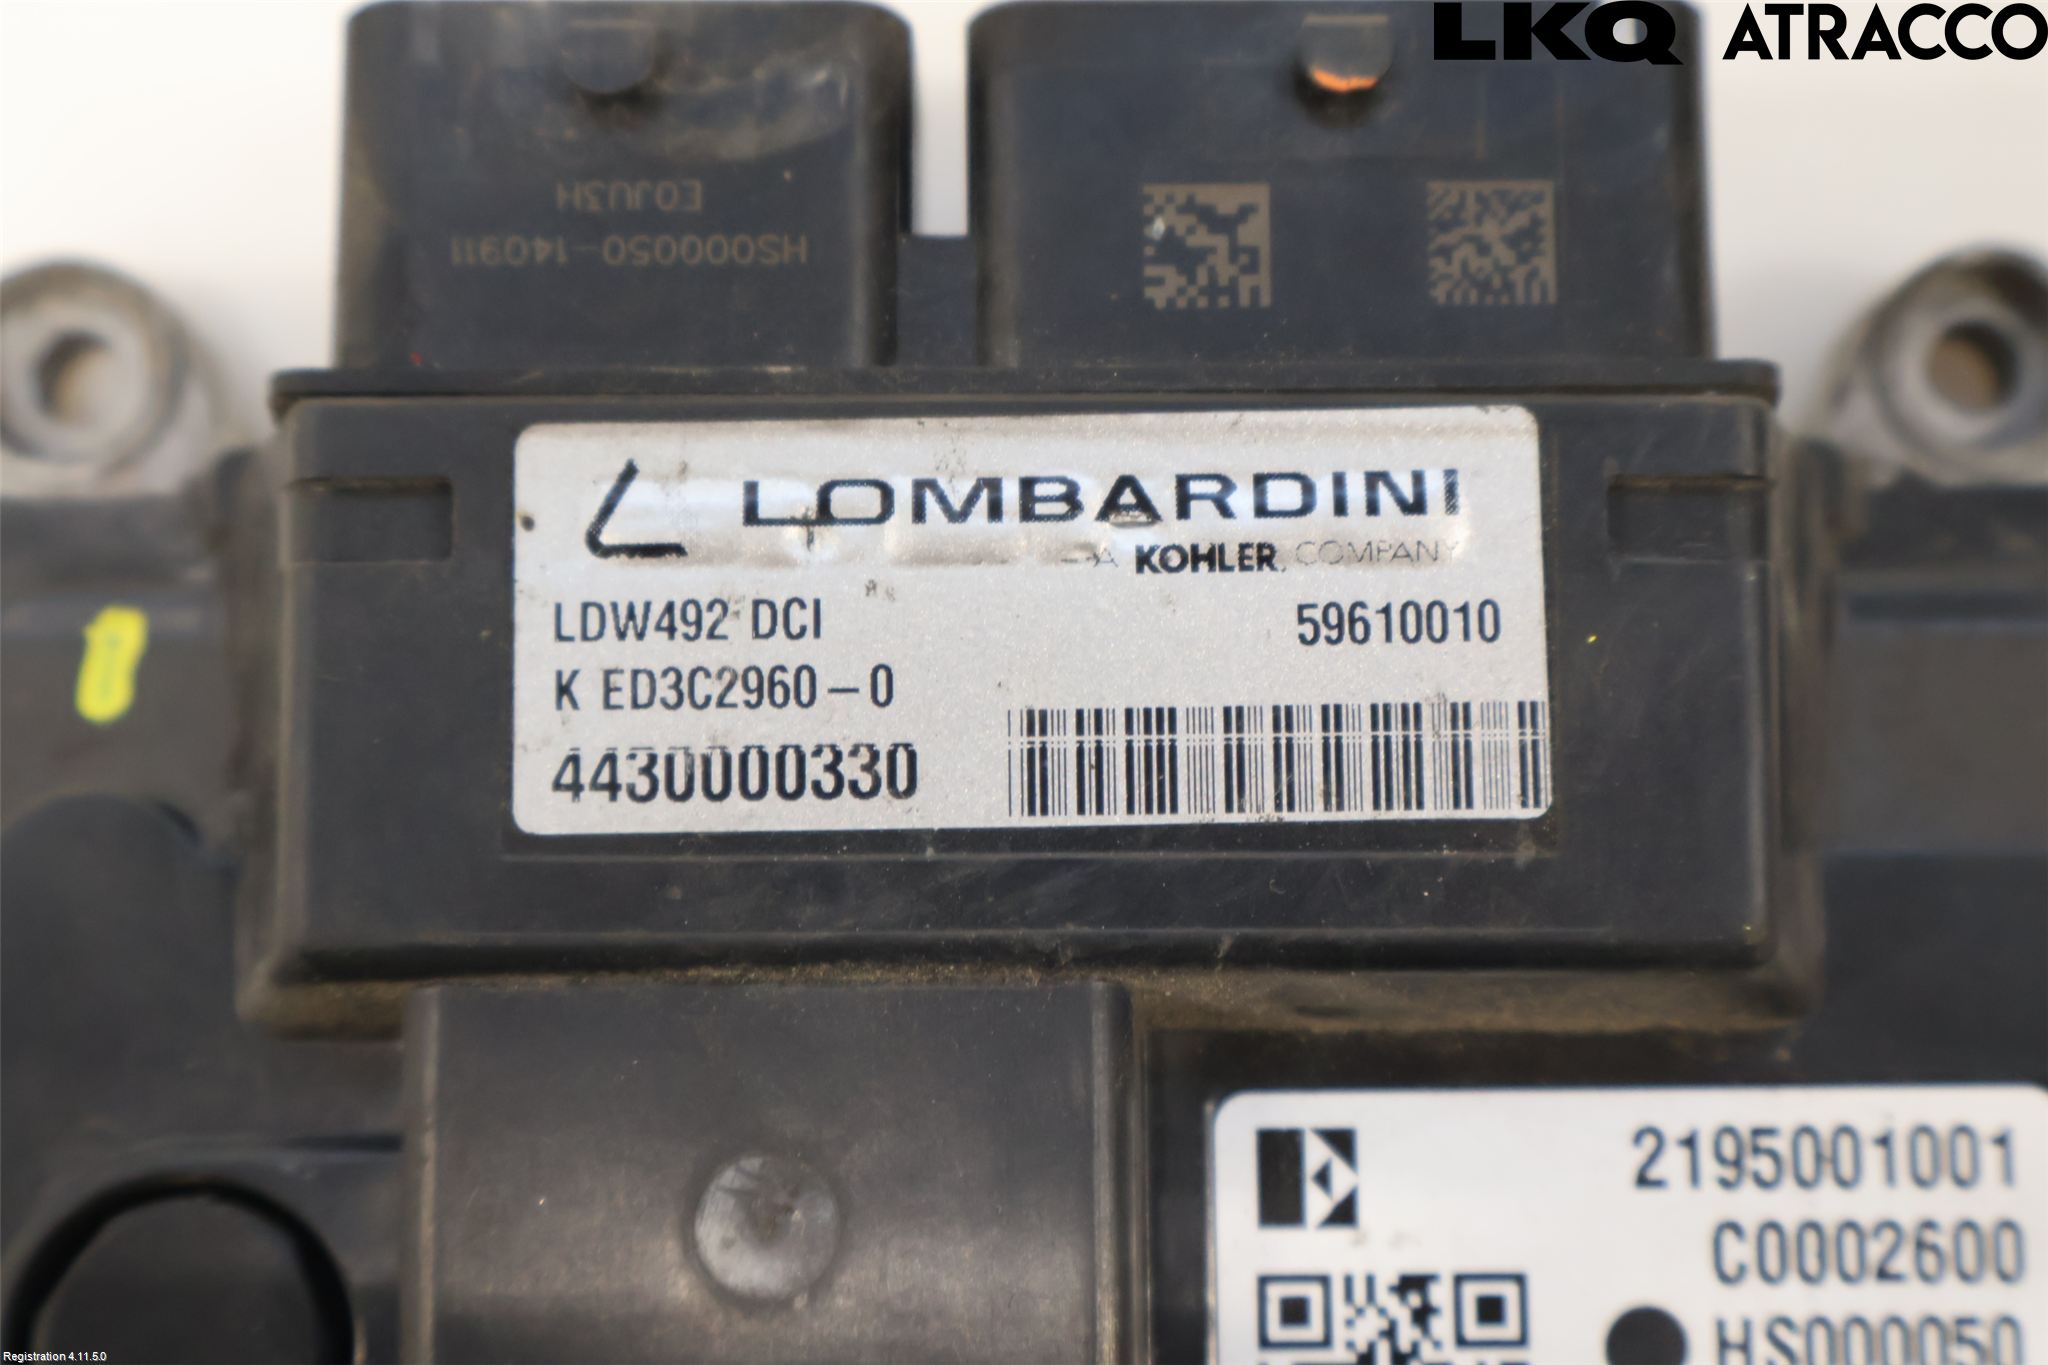 LKQ ATRACCO
E0JU3H
HS000050-140911
LOMBARDINI
A KOHLER COMPANY
LDW492 DCI 59610010
K ED3C2960-0
4430000330
2195001001
C0002600
HS000050
Registration 4.11.5.0